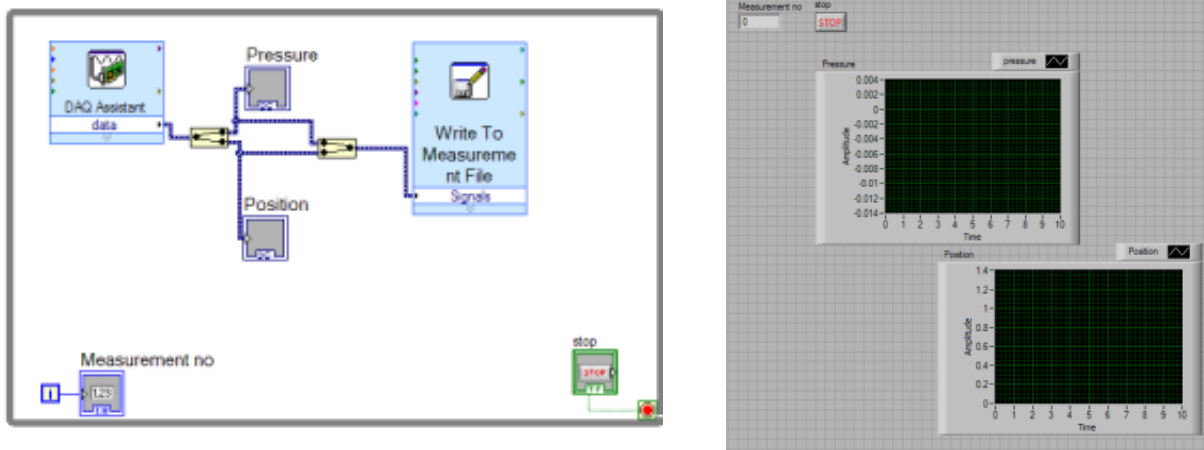 Pressure
DAQ Assistant
data
Write To
Measureme
nt File
Signals
Position
Measurement no
i
1.23
stop
STOP
TF
Measurement no
0
stop
STOP
Pressure
pressure
0.004
0.002
0
-0.002
-0.004
-0.006
-0.008
-0.01
-0.012
-0.014
Amplitude
0 1 2 3 4 5 6 7 8 9 10
Time
Position
Position
1.4
1.2
1
0.8
0.6
0.4
0.2
0
Amplitude
0 1 2 3 4 5 6 7 8 9 10
Time